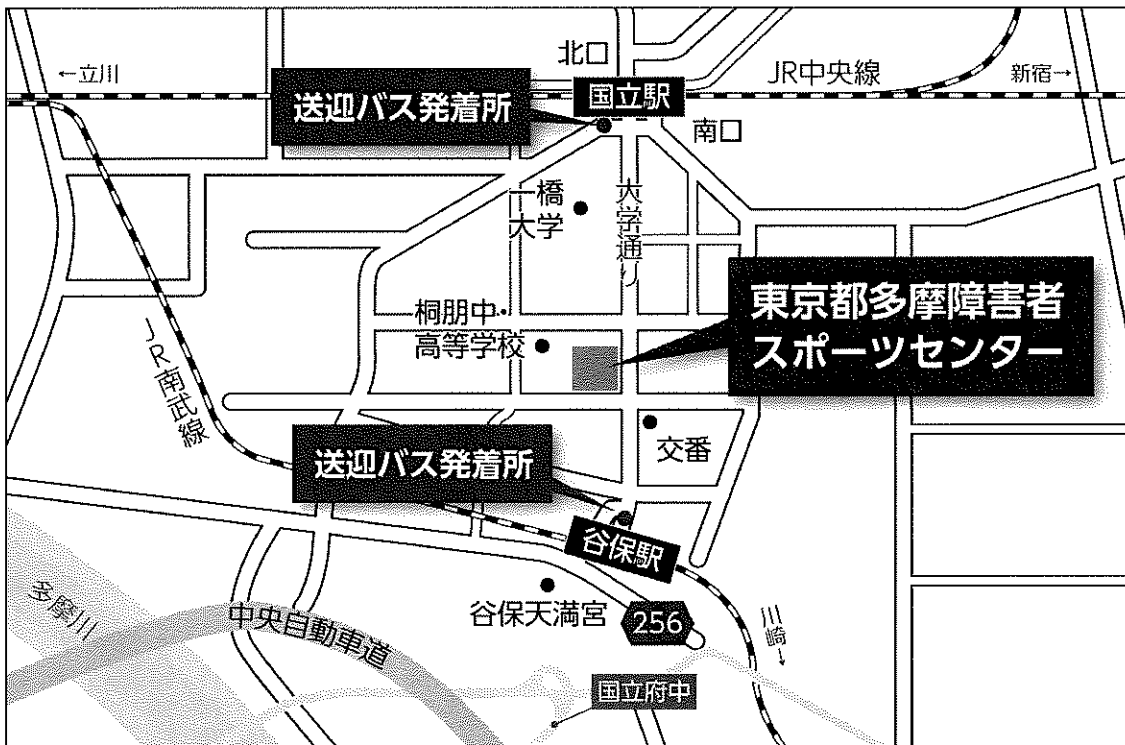 北口
←立川
JR中央線
新宿→
送迎バス発着所
国立駅
南口
一橋
大学
大学通り
東京都多摩障害者
スポーツセンター
桐朋中・
高等学校
JR南武線
交番
送迎バス発着所
谷保駅
多摩川
中央自動車道
谷保天満宮
256
川崎→
国立府中